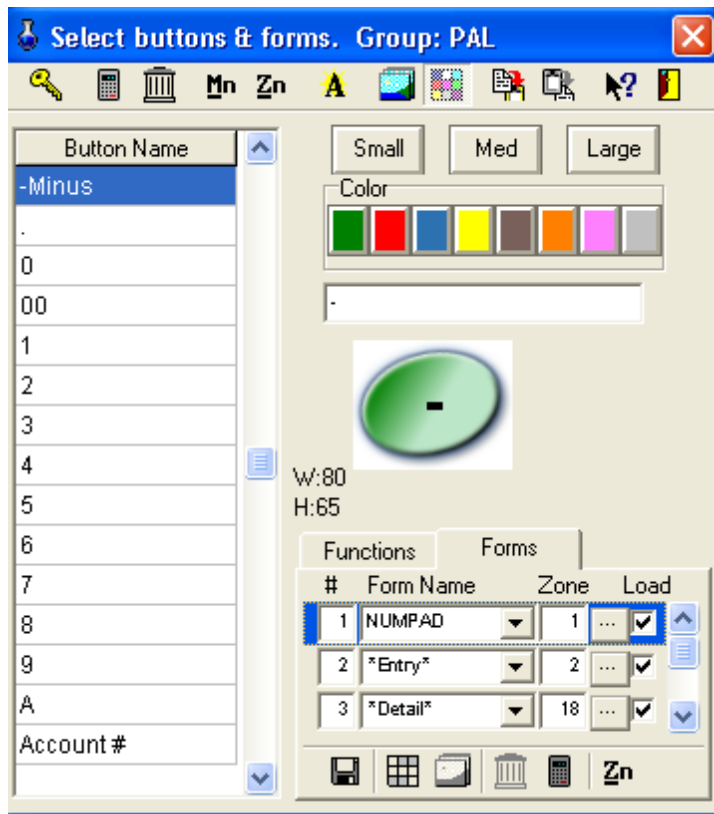 Select buttons & forms. Group: PAL
Mn Zn A ?
Button Name
-Minus
.
0
00
1
2
3
4
5
6
7
8
9
A
Account #
Small Med Large
Color
-
-
W:80
H:65
Functions Forms
# Form Name Zone Load
1 NUMPAD 1 ...
2 *Entry* 2 ...
3 *Detail* 18 ...
Zn